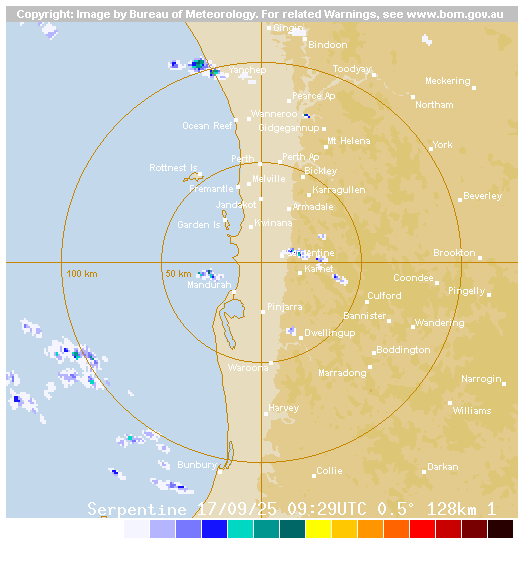 Copyright: Image by Bureau of Meteorology. For related Warnings, see www.bom.gov.au
Gingin
Bindoon
Toodyay
Yanchep
Meckering
Pearce Ap
Northam
Wanneroo
Ocean Reef
Gidgegannup
Mt Helena
York
Perth
Perth Ap
Rottnest Is
Bickley
Melville
Fremantle
Karragullen
Beverley
Jandakot
Armadale
Garden Is
Kwinana
Serpentine
Brookton
100 km
50 km
Karnet
Coondee
Mandurah
Pingelly
Culford
Pinjarra
Bannister
Wandering
Dwellingup
Boddington
Waroona
Marradong
Narrogin
Harvey
Williams
Bunbury
Collie
Darkan
Serpentine 17/09/25 09:29UTC 0.5° 128km 1